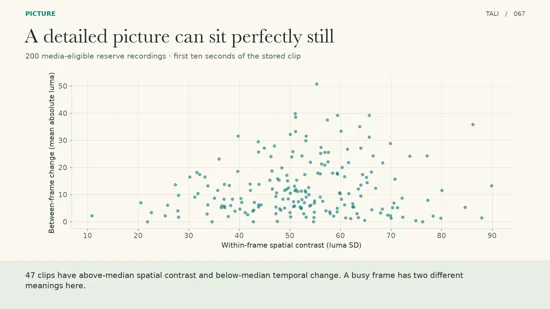 PICTURE
TALI / 067
A detailed picture can sit perfectly still
200 media-eligible reserve recordings · first ten seconds of the stored clip
Between-frame change (mean absolute luma)
50
40
30
20
10
0
10 20 30 40 50 60 70 80 90
Within-frame spatial contrast (luma SD)
47 clips have above-median spatial contrast and below-median temporal change. A busy frame has two different
meanings here.